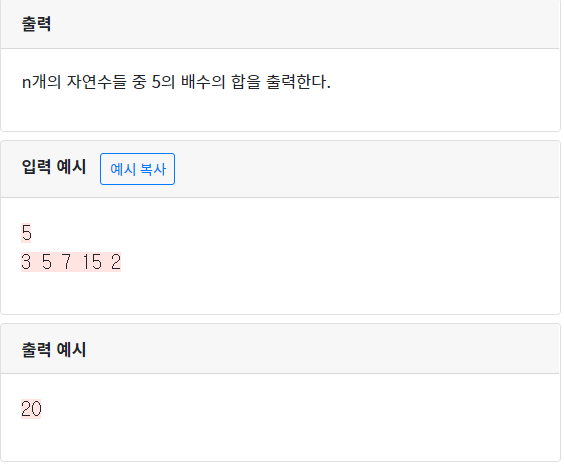 출력
n개의 자연수들 중 5의 배수의 합을 출력한다.
입력 예시 예시 복사
5
3 5 7 15 2
출력 예시
20